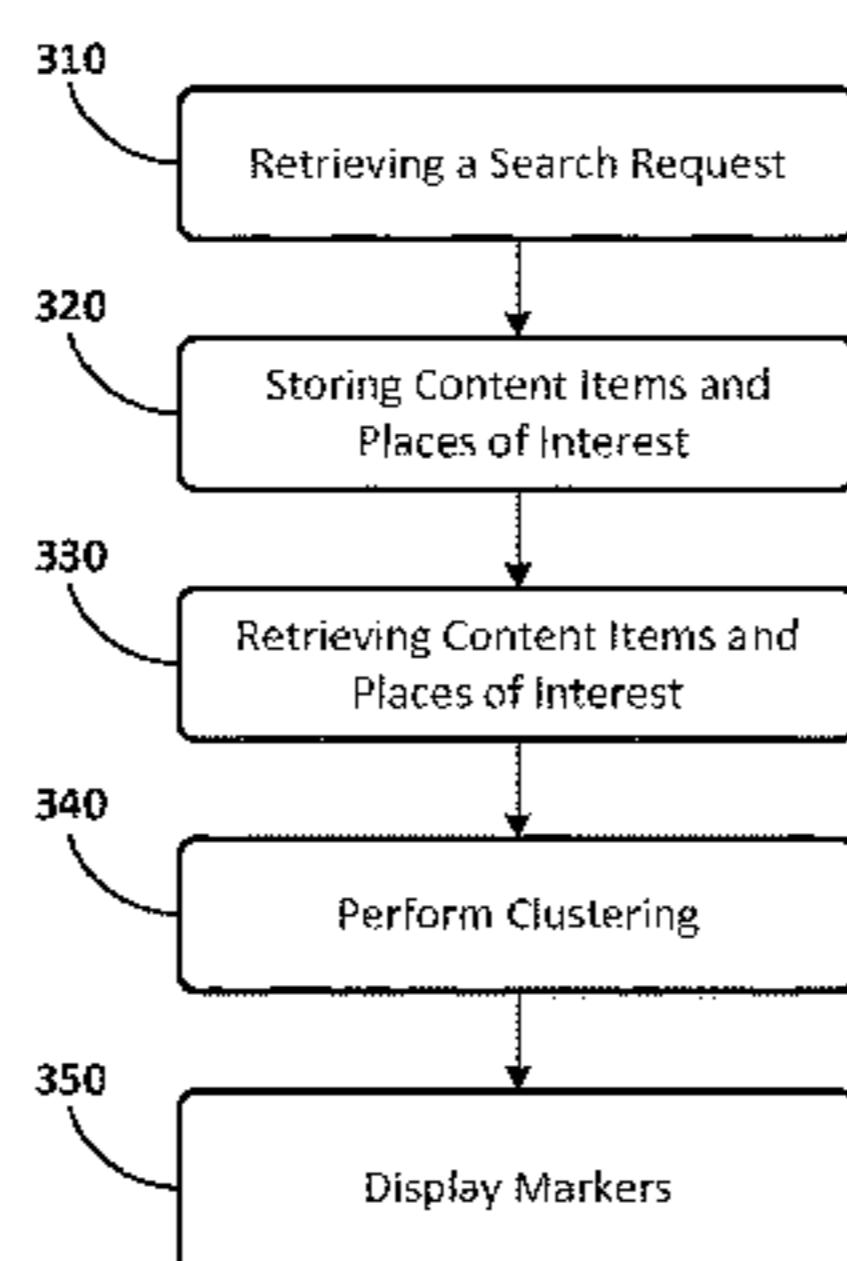 310
Retrieving a Search Request
320
Storing Content Items and
Places of Interest
330
Retrieving Content Items and
Places of Interest
340
Perform Clustering
350
Display Markers